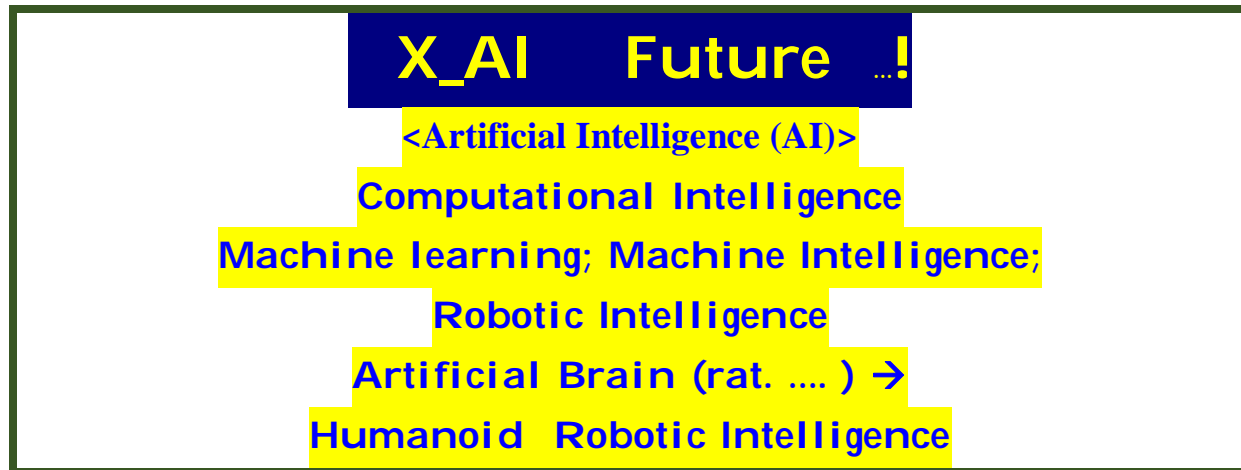 X_AI Future ...!
<Artificial Intelligence (AI)>
Computational Intelligence
Machine learning; Machine Intelligence;
Robotic Intelligence
Artificial Brain (rat. .... ) →
Humanoid Robotic Intelligence